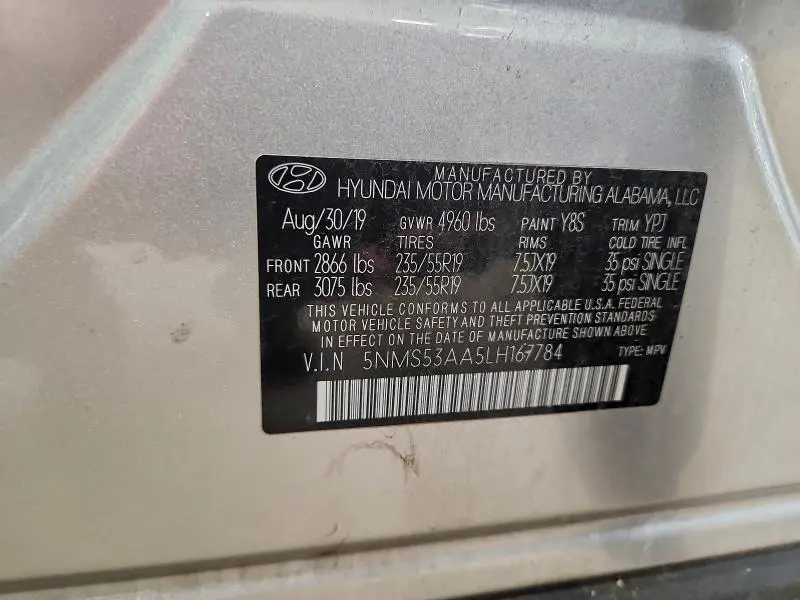 MANUFACTURED BY
HYUNDAI MOTOR MANUFACTURING ALABAMA, LLC
Aug/30/19 GVWR 4960 lbs PAINT Y8S TRIM YPJ
GAWR TIRES RIMS COLD TIRE INFL
FRONT 2866 lbs 235/55R19 7.5JX19 35 psi SINGLE
REAR 3075 lbs 235/55R19 7.5JX19 35 psi SINGLE
THIS VEHICLE CONFORMS TO ALL APPLICABLE U.S.A. FEDERAL
MOTOR VEHICLE SAFETY AND THEFT PREVENTION STANDARDS
IN EFFECT ON THE DATE OF MANUFACTURE SHOWN ABOVE
V.I.N 5NMS53AA5LH167784 TYPE: MPV